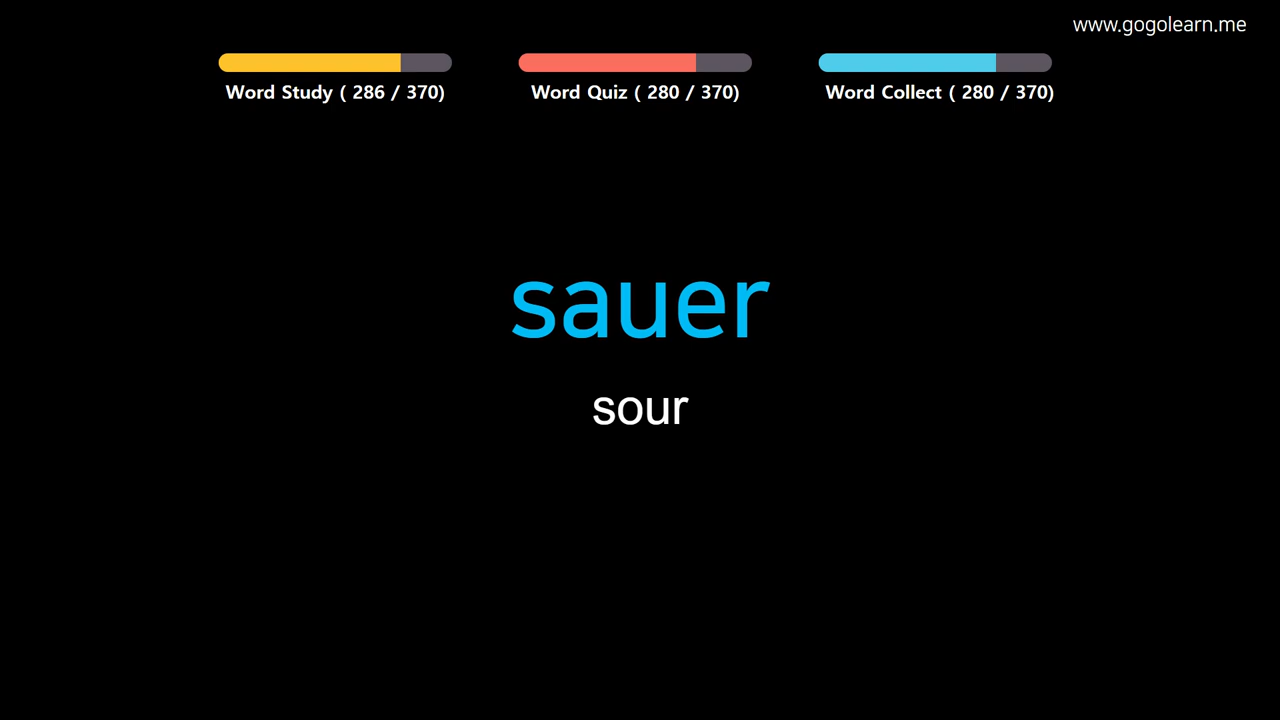 www.gogolearn.me
Word Study ( 286 / 370)
Word Quiz ( 280 / 370)
Word Collect ( 280 / 370)
sauer
sour